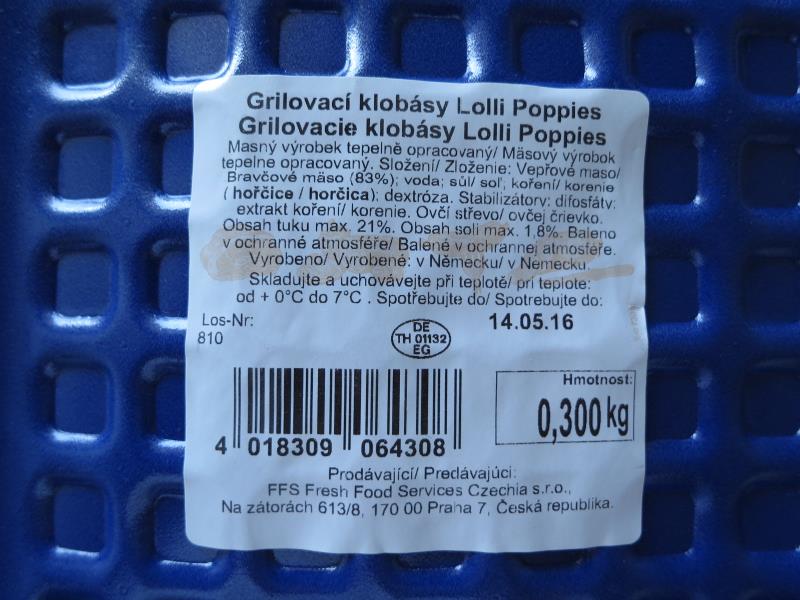 Grilovací klobásy Lolli Poppies
Grilovacie klobásy Lolli Poppies
Masný výrobek tepelně opracovaný/ Mäsový výrobok
tepelne opracovaný. Složení/ Zloženie: Vepřové maso/
Bravčové mäso (83%); voda; sůl/ soľ; koření/ korenie
( hořčice / horčica); dextróza. Stabilizátory: difosfáty;
extrakt koření/ korenie. Ovčí střevo/ ovčej črievko.
Obsah tuku max. 21%. Obsah soli max. 1,8%. Baleno
v ochranné atmosféře/ Balené v ochrannej atmosfére.
Vyrobeno/ Vyrobené: v Německu/ v Nemecku.
Skladujte a uchovávejte při teplotě/ pri teplote:
od + 0°C do 7°C . Spotřebujte do/ Spotrebujte do:
14.05.16
Los-Nr:
810
DE
TH 01132
EG
Hmotnost:
0,300 kg
4 018309 064308
Prodávající/ Predávajúci:
FFS Fresh Food Services Czechia s.r.o.,
Na zátorách 613/8, 170 00 Praha 7, Česká republika.